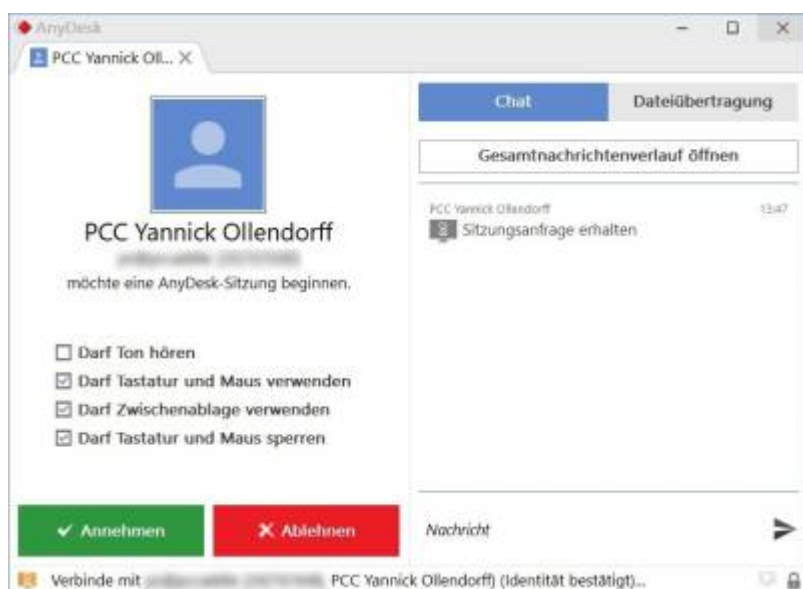 AnyDesk
PCC Yannick Oll...
Chat
Dateiübertragung
Gesamtnachrichtenverlauf öffnen
PCC Yannick Ollendorff
13:47
Sitzungsanfrage erhalten
PCC Yannick Ollendorff
möchte eine AnyDesk-Sitzung beginnen.
Darf Ton hören
Darf Tastatur und Maus verwenden
Darf Zwischenablage verwenden
Darf Tastatur und Maus sperren
Annehmen
Ablehnen
Nachricht
Verbinde mit PCC Yannick Ollendorff) (Identität bestätigt)...